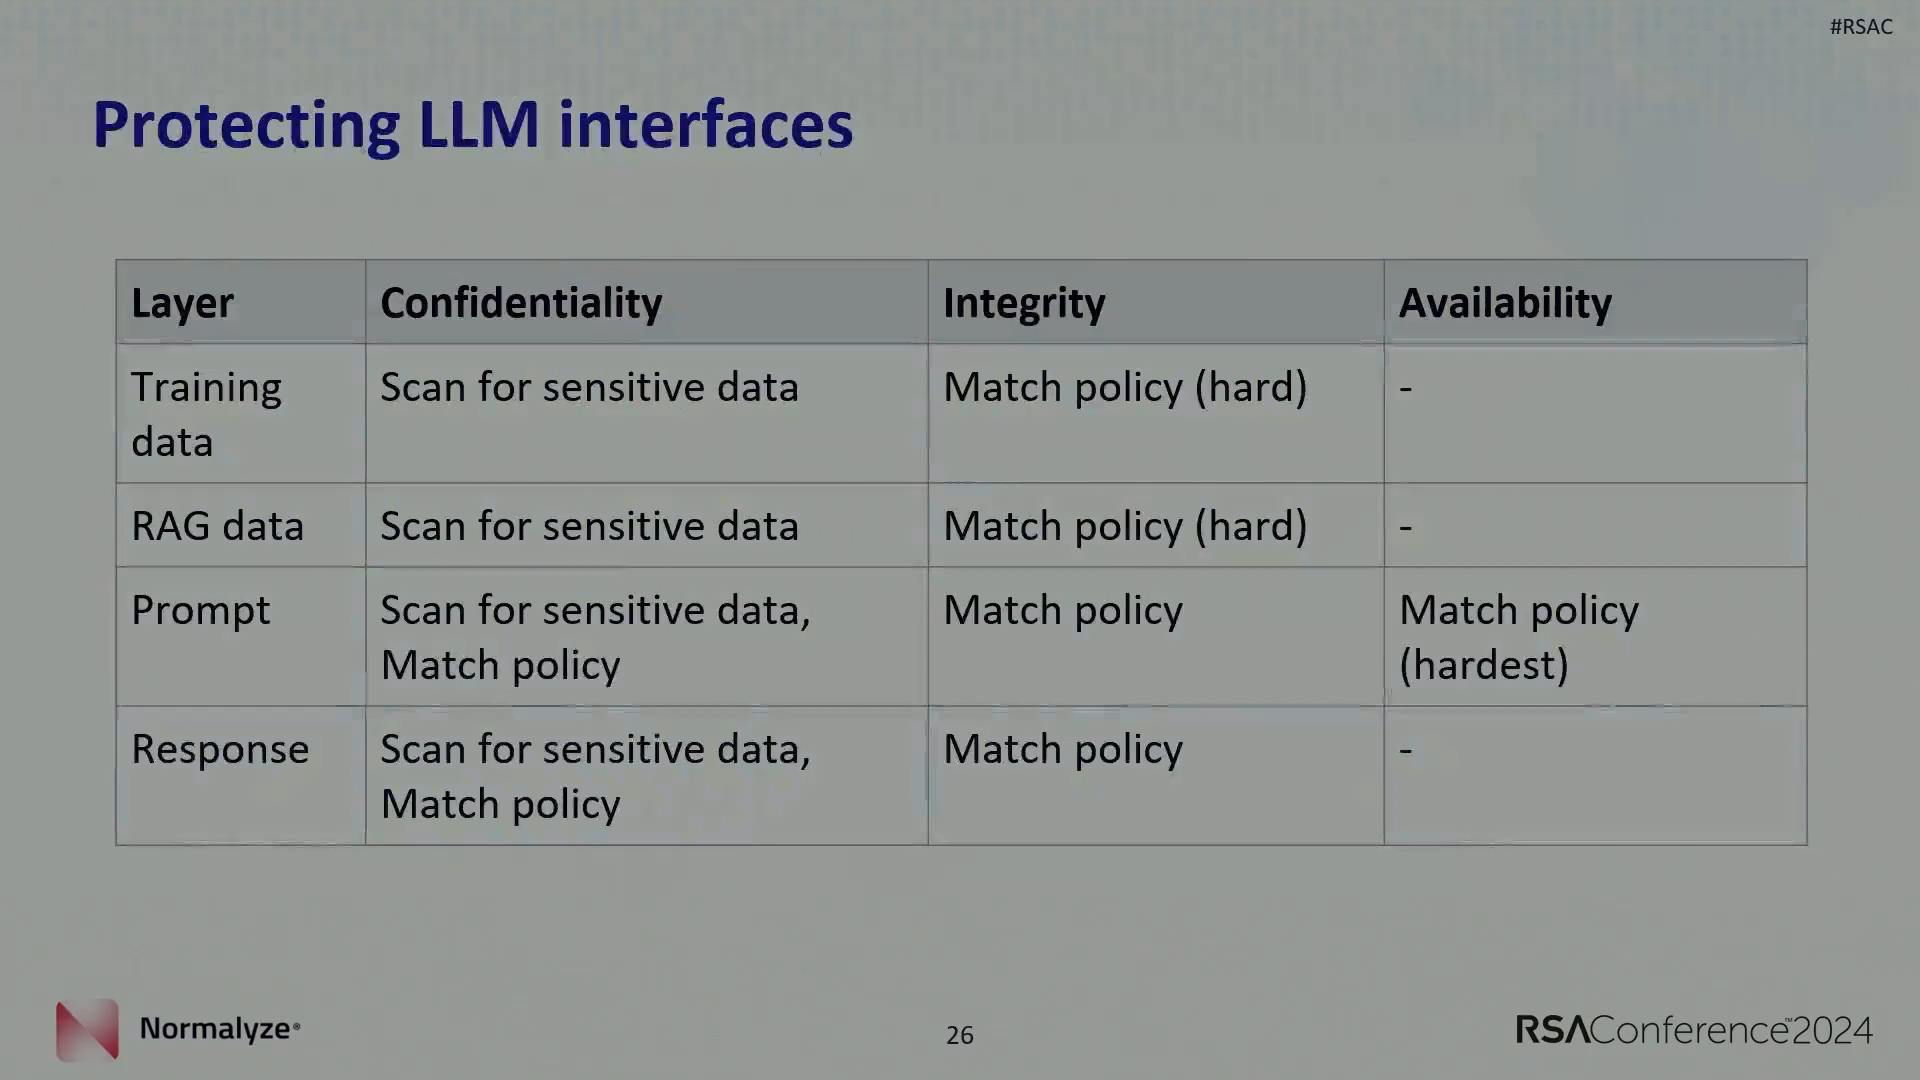 #RSAC
Protecting LLM interfaces
Layer Confidentiality Integrity Availability
Training data Scan for sensitive data Match policy (hard) -
RAG data Scan for sensitive data Match policy (hard) -
Prompt Scan for sensitive data, Match policy Match policy Match policy (hardest)
Response Scan for sensitive data, Match policy Match policy -
Normalyze®
26
RSAConference™2024